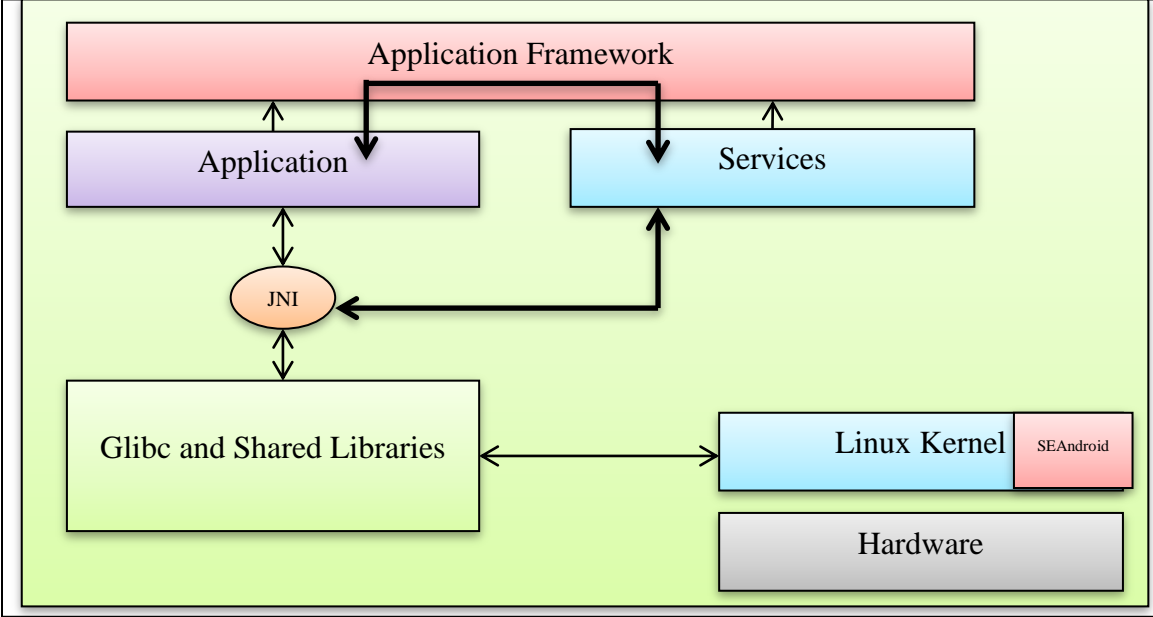 Application Framework
Application
Services
JNI
Glibc and Shared Libraries
Linux Kernel
SEAndroid
Hardware